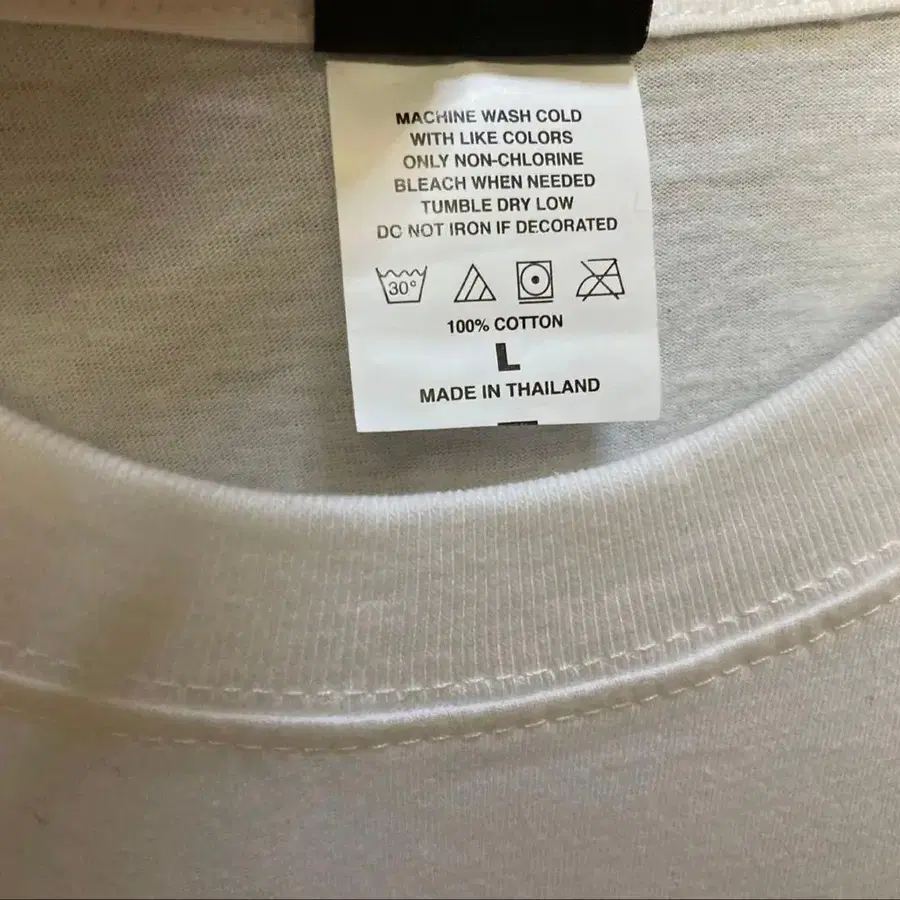 MACHINE WASH COLD
WITH LIKE COLORS
ONLY NON-CHLORINE
BLEACH WHEN NEEDED
TUMBLE DRY LOW
DO NOT IRON IF DECORATED
30°
100% COTTON
L
MADE IN THAILAND